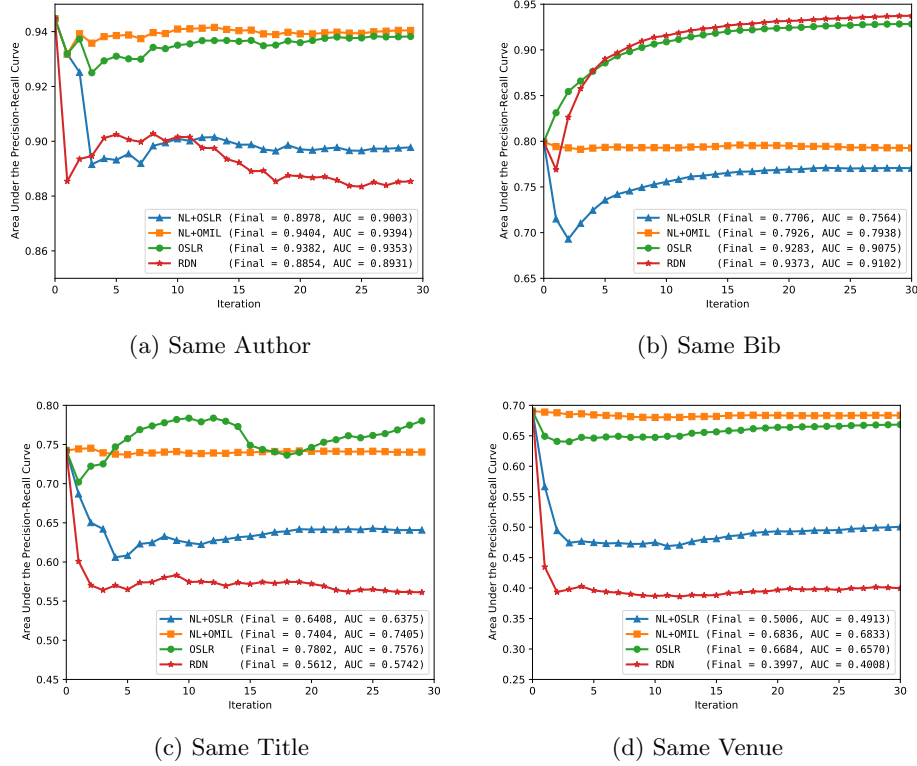 0.94
0.92
0.90
0.88
0.86
0 5 10 15 20 25 30
Iteration
Area Under the Precision-Recall Curve
NL+OSLR (Final = 0.8978, AUC = 0.9003)
NL+OMIL (Final = 0.9404, AUC = 0.9394)
OSLR (Final = 0.9382, AUC = 0.9353)
RDN (Final = 0.8854, AUC = 0.8931)
(a) Same Author
0.95
0.90
0.85
0.80
0.75
0.70
0.65
0 5 10 15 20 25 30
Iteration
Area Under the Precision-Recall Curve
NL+OSLR (Final = 0.7706, AUC = 0.7564)
NL+OMIL (Final = 0.7926, AUC = 0.7938)
OSLR (Final = 0.9283, AUC = 0.9075)
RDN (Final = 0.9373, AUC = 0.9102)
(b) Same Bib
0.80
0.75
0.70
0.65
0.60
0.55
0.50
0.45
0 5 10 15 20 25 30
Iteration
Area Under the Precision-Recall Curve
NL+OSLR (Final = 0.6408, AUC = 0.6375)
NL+OMIL (Final = 0.7404, AUC = 0.7405)
OSLR (Final = 0.7802, AUC = 0.7576)
RDN (Final = 0.5612, AUC = 0.5742)
(c) Same Title
0.70
0.65
0.60
0.55
0.50
0.45
0.40
0.35
0.30
0.25
0 5 10 15 20 25 30
Iteration
Area Under the Precision-Recall Curve
NL+OSLR (Final = 0.5006, AUC = 0.4913)
NL+OMIL (Final = 0.6836, AUC = 0.6833)
OSLR (Final = 0.6684, AUC = 0.6570)
RDN (Final = 0.3997, AUC = 0.4008)
(d) Same Venue